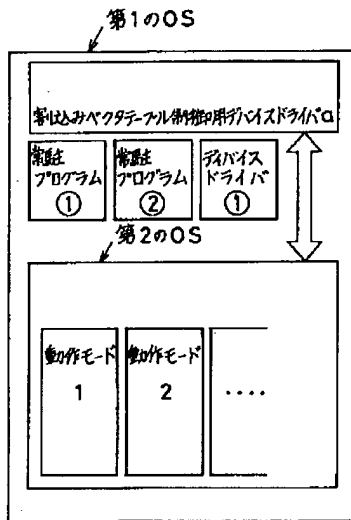 第1のOS
割り込みベクタテーブル制御用デバイスドライバa
常駐
プログラム
①
常駐
プログラム
②
ディバイス
ドライバ
①
第2のOS
動作モード
1
動作モード
2
‥‥